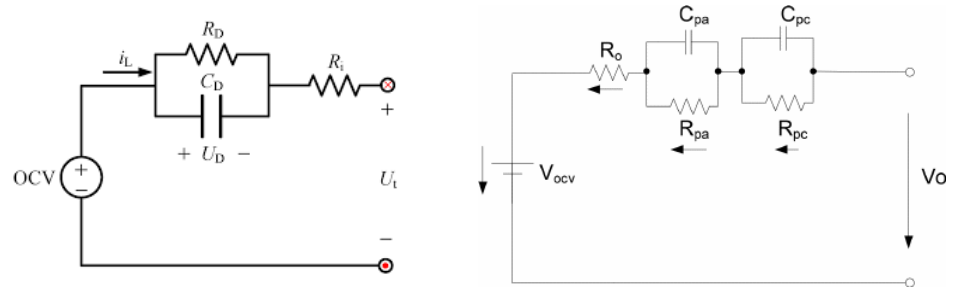 R_D
i_L
R_i
C_D
+
+ U_D −
OCV
+
−
U_t
−
C_pa
C_pc
R_o
R_pa
R_pc
V_ocv
Vo